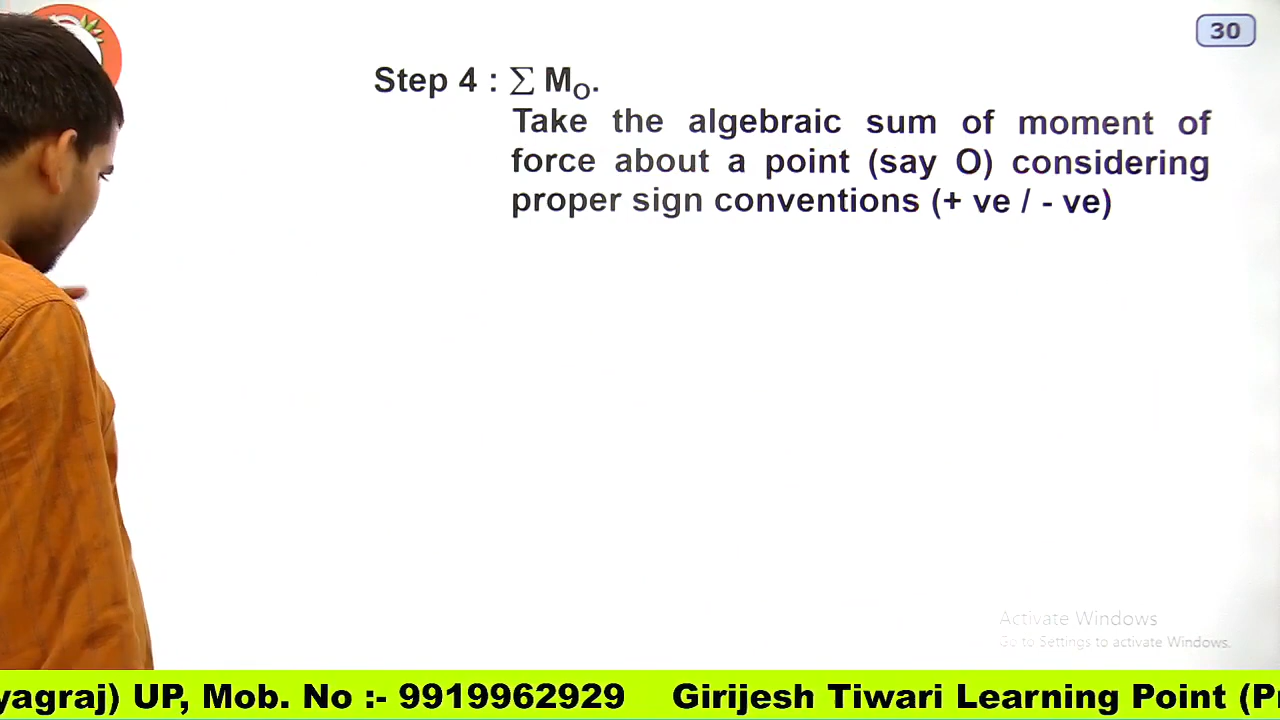 30
Step 4 : ∑ M_O.
Take the algebraic sum of moment of
force about a point (say O) considering
proper sign conventions (+ ve / - ve)
Activate Windows
Go to Settings to activate Windows.
yagraj) UP, Mob. No :- 9919962929 Girijesh Tiwari Learning Point (Pr